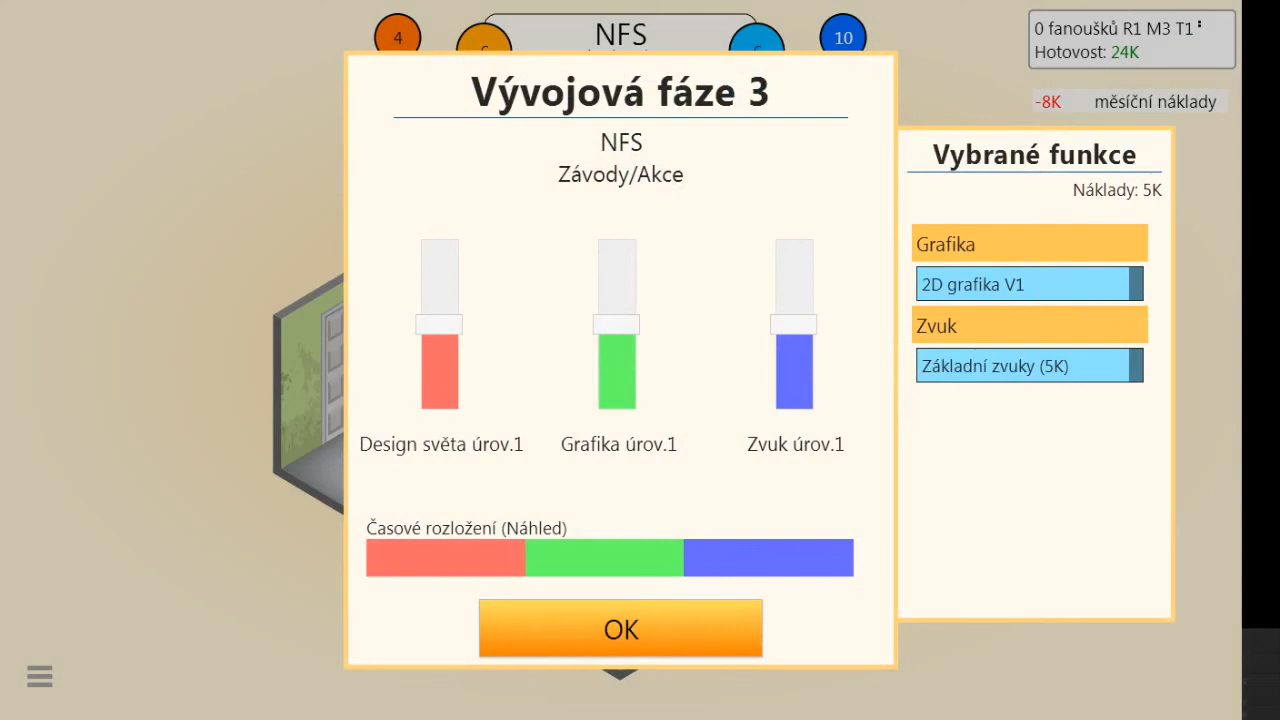 4
NFS
10
0 fanoušků R1 M3 T1
Hotovost: 24K
-8K měsíční náklady
Vývojová fáze 3
NFS
Závody/Akce
Design světa úrov.1
Grafika úrov.1
Zvuk úrov.1
Časové rozložení (Náhled)
OK
Vybrané funkce
Náklady: 5K
Grafika
2D grafika V1
Zvuk
Základní zvuky (5K)